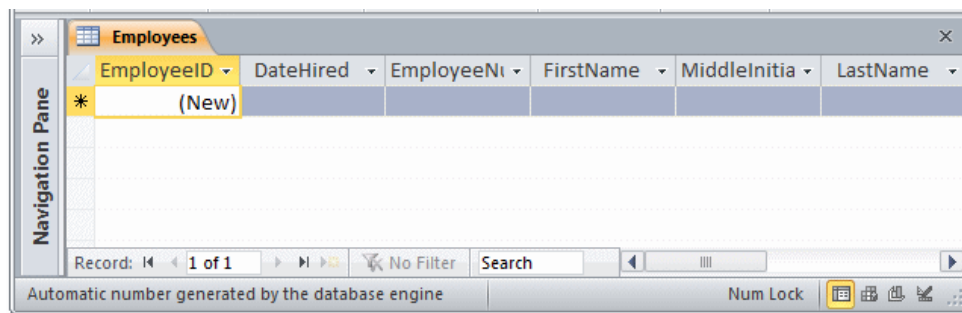 Employees
EmployeeID DateHired EmployeeNu FirstName MiddleInitia LastName
(New)
Navigation Pane
Record: 1 of 1 No Filter Search
Automatic number generated by the database engine Num Lock